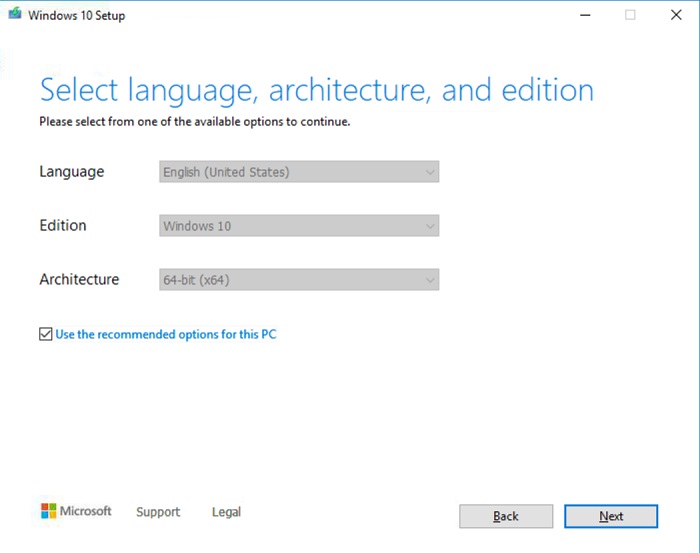 Windows 10 Setup
Select language, architecture, and edition
Please select from one of the available options to continue.
Language English (United States)
Edition Windows 10
Architecture 64-bit (x64)
Use the recommended options for this PC
Microsoft Support Legal Back Next